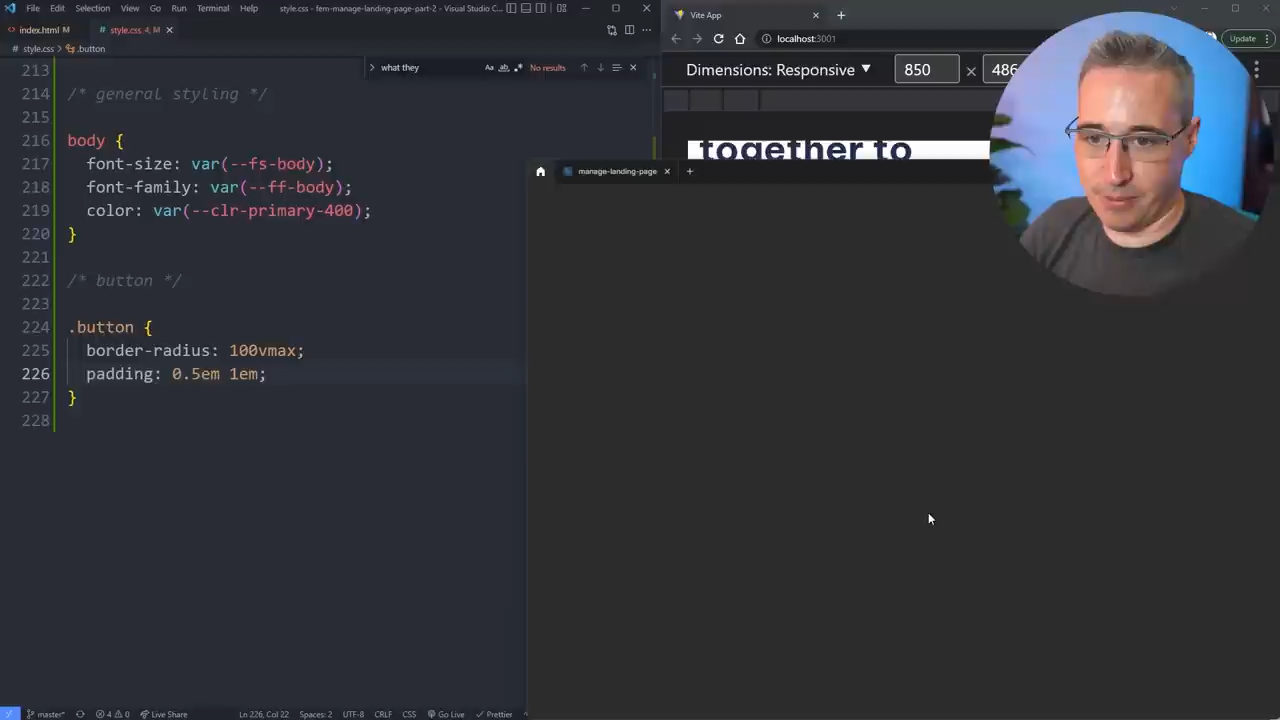 File Edit Selection View Go Run Terminal Help style.css - fem-manage-landing-page-part-2 - Visual Studio C...
index.html M
style.css 4, M
style.css > .button
what they
Aa ab .* No results
213
214 /* general styling */
215
216 body {
217 font-size: var(--fs-body);
218 font-family: var(--ff-body);
219 color: var(--clr-primary-400);
220 }
221
222 /* button */
223
224 .button {
225 border-radius: 100vmax;
226 padding: 0.5em 1em;
227 }
228
master* 4 0 Live Share Ln 226, Col 22 Spaces: 2 UTF-8 CRLF CSS Go Live Prettier
Vite App
localhost:3001
Update
Dimensions: Responsive 850 × 486
together to
manage-landing-page